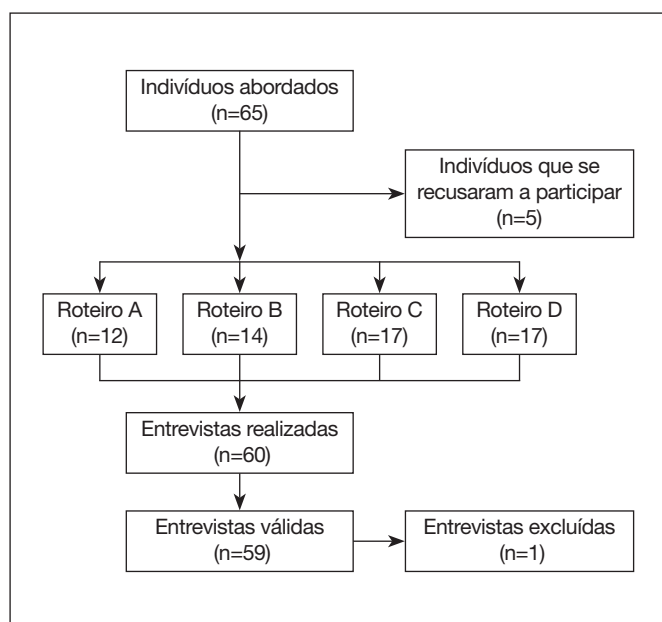 Indivíduos abordados
(n=65)
Indivíduos que se
recusaram a participar
(n=5)
Roteiro A
(n=12)
Roteiro B
(n=14)
Roteiro C
(n=17)
Roteiro D
(n=17)
Entrevistas realizadas
(n=60)
Entrevistas válidas
(n=59)
Entrevistas excluídas
(n=1)